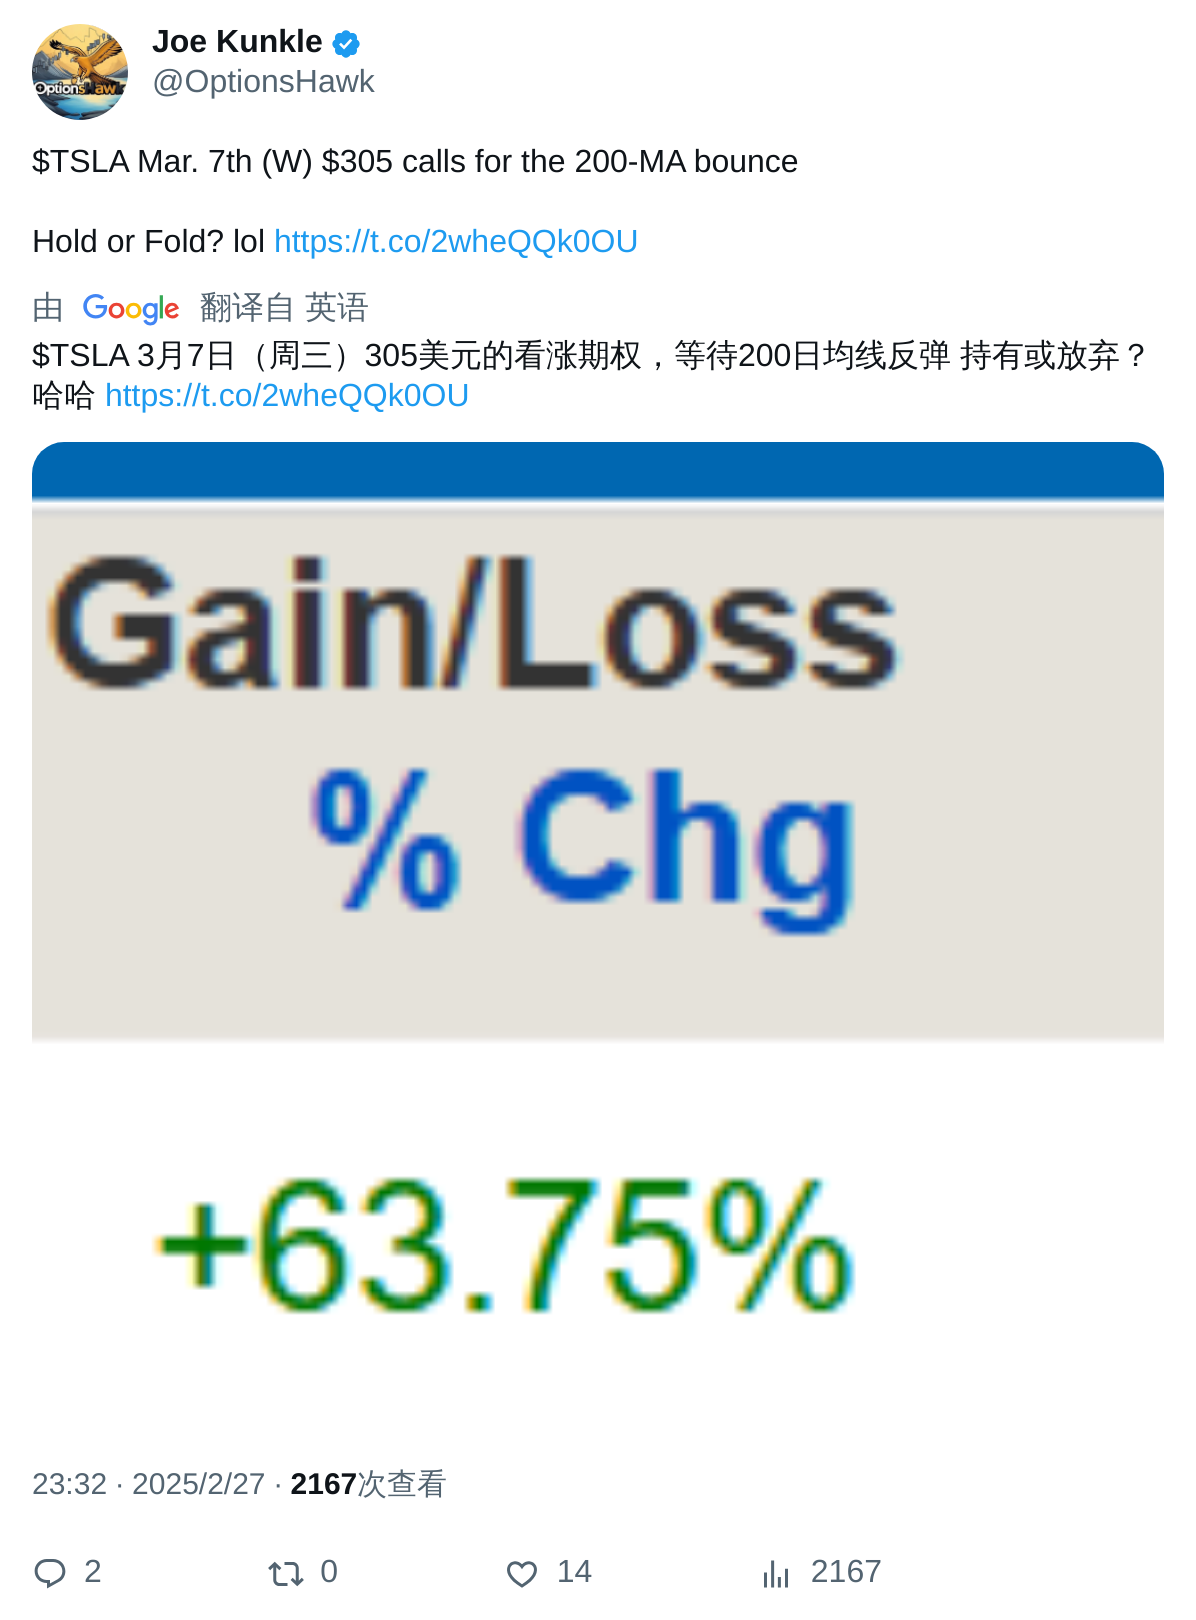 Joe Kunkle
@OptionsHawk
$TSLA Mar. 7th (W) $305 calls for the 200-MA bounce
Hold or Fold? lol https://t.co/2wheQQk0OU
由 Google 翻译自 英语
$TSLA 3月7日（周三）305美元的看涨期权，等待200日均线反弹 持有或放弃？
哈哈 https://t.co/2wheQQk0OU
Gain/Loss
% Chg
+63.75%
23:32 · 2025/2/27 · 2167次查看
2 0 14 2167